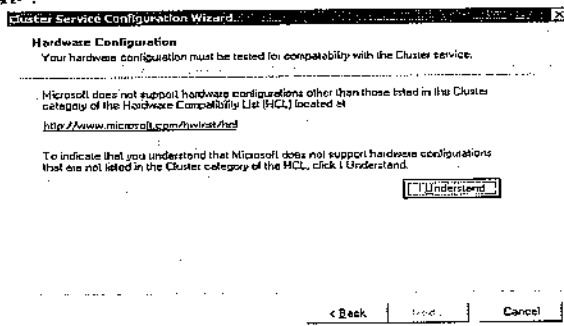 Cluster Service Configuration Wizard
Hardware Configuration
Your hardware configuration must be tested for compatability with the Cluster service.
Microsoft does not support hardware configurations other than those listed in the Cluster
category of the Hardware Compatibility List (HCL) located at
http://www.microsoft.com/hwtest/hcl
To indicate that you understand that Microsoft does not support hardware configurations
that are not listed in the Cluster category of the HCL, click I Understand.
I Understand
< Back
Next
Cancel